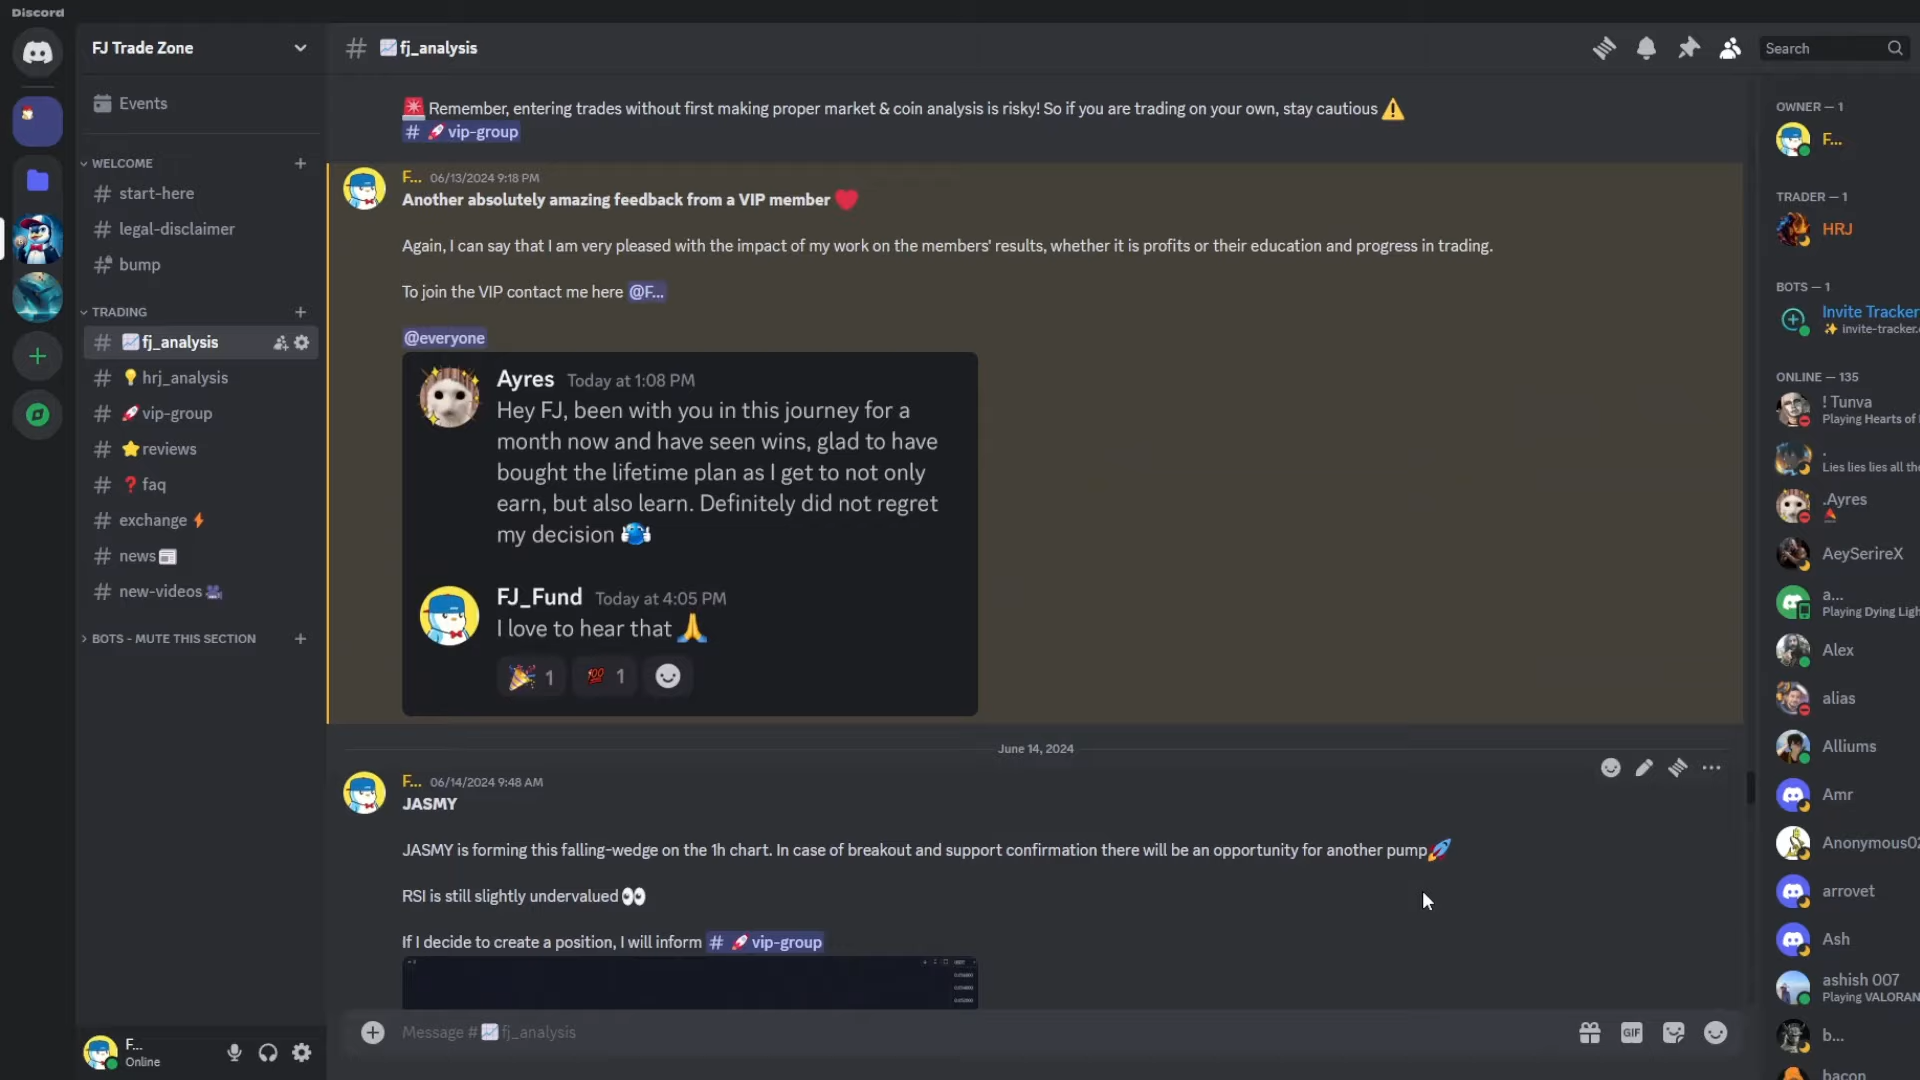 Discord
FJ Trade Zone
Events
WELCOME
start-here
legal-disclaimer
bump
TRADING
fj_analysis
hrj_analysis
vip-group
reviews
faq
exchange
news
new-videos
BOTS - MUTE THIS SECTION
F...
Online
# fj_analysis
Search
Remember, entering trades without first making proper market & coin analysis is risky! So if you are trading on your own, stay cautious
# vip-group
F... 06/13/2024 9:18 PM
Another absolutely amazing feedback from a VIP member
Again, I can say that I am very pleased with the impact of my work on the members' results, whether it is profits or their education and progress in trading.
To join the VIP contact me here @F...
@everyone
Ayres Today at 1:08 PM
Hey FJ, been with you in this journey for a
month now and have seen wins, glad to have
bought the lifetime plan as I get to not only
earn, but also learn. Definitely did not regret
my decision
FJ_Fund Today at 4:05 PM
I love to hear that
1 💯 1
June 14, 2024
F... 06/14/2024 9:48 AM
JASMY
JASMY is forming this falling-wedge on the 1h chart. In case of breakout and support confirmation there will be an opportunity for another pump
RSI is still slightly undervalued
If I decide to create a position, I will inform # vip-group
Message # fj_analysis
GIF
OWNER — 1
F...
TRADER — 1
HRJ
BOTS — 1
Invite Tracker
invite-tracker.
ONLINE — 135
! Tunva
Playing Hearts of
.
Lies lies lies all the
.Ayres
AeySerireX
a...
Playing Dying Ligh
Alex
alias
Alliums
Amr
Anonymous0
arrovet
Ash
ashish 007
Playing VALORAN
b...
bacon